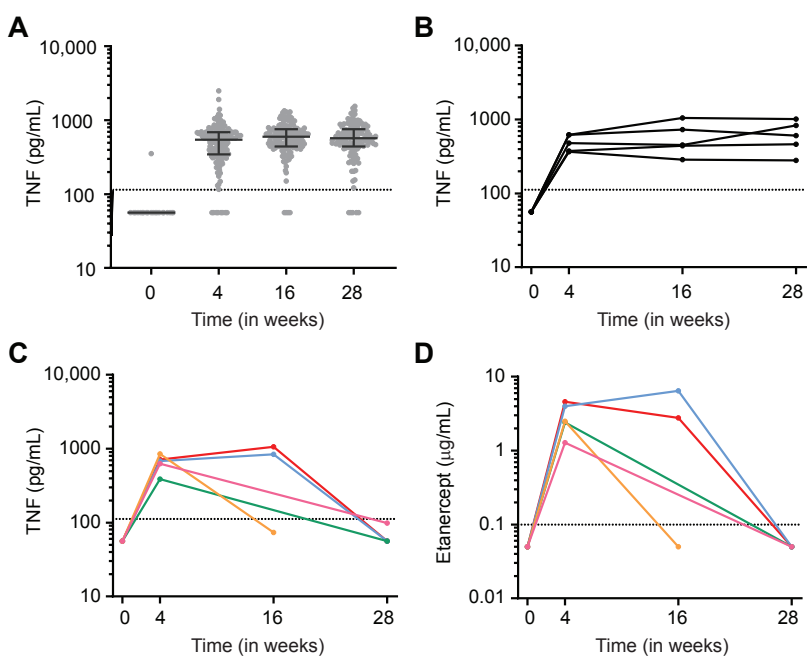 A
TNF (pg/mL)
10,000
1000
100
10
0 4 16 28
Time (in weeks)
B
TNF (pg/mL)
10,000
1000
100
10
0 4 16 28
Time (in weeks)
C
TNF (pg/mL)
10,000
1000
100
10
0 4 16 28
Time (in weeks)
D
Etanercept (μg/mL)
10
1
0.1
0.01
0 4 16 28
Time (in weeks)